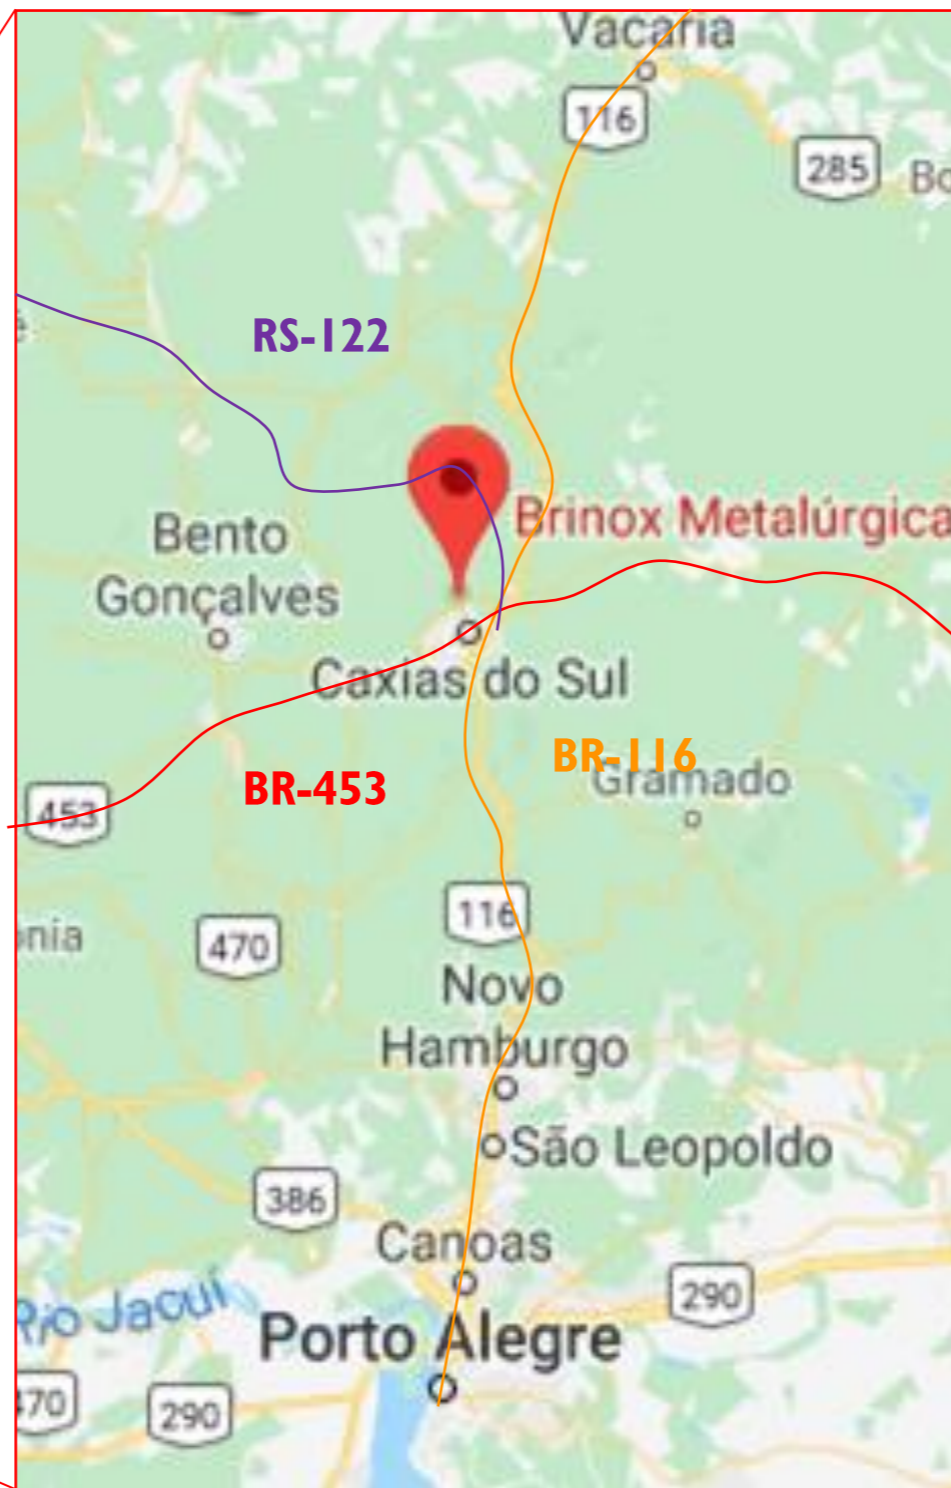 Vacaria
116
285
Bo
RS-122
Brinox Metalúrgica
Bento
Gonçalves
Caxias do Sul
BR-116
Gramado
BR-453
453
116
470
nia
Novo
Hamburgo
São Leopoldo
386
Canoas
290
Rio Jacuí
Porto Alegre
470
290